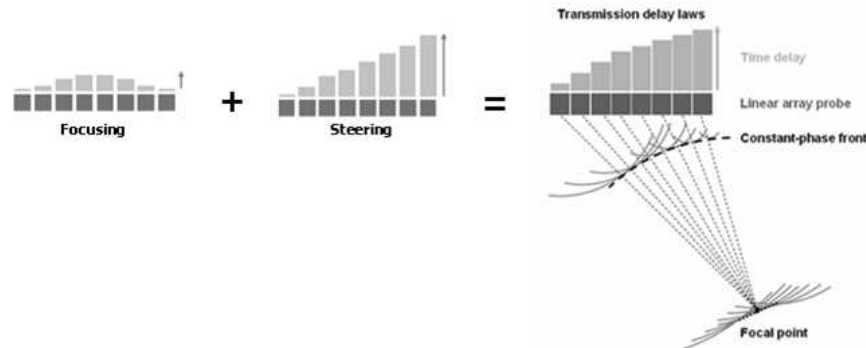 Transmission delay laws
Time delay
Linear array probe
Constant-phase front
+
=
Focusing
Steering
Focal point